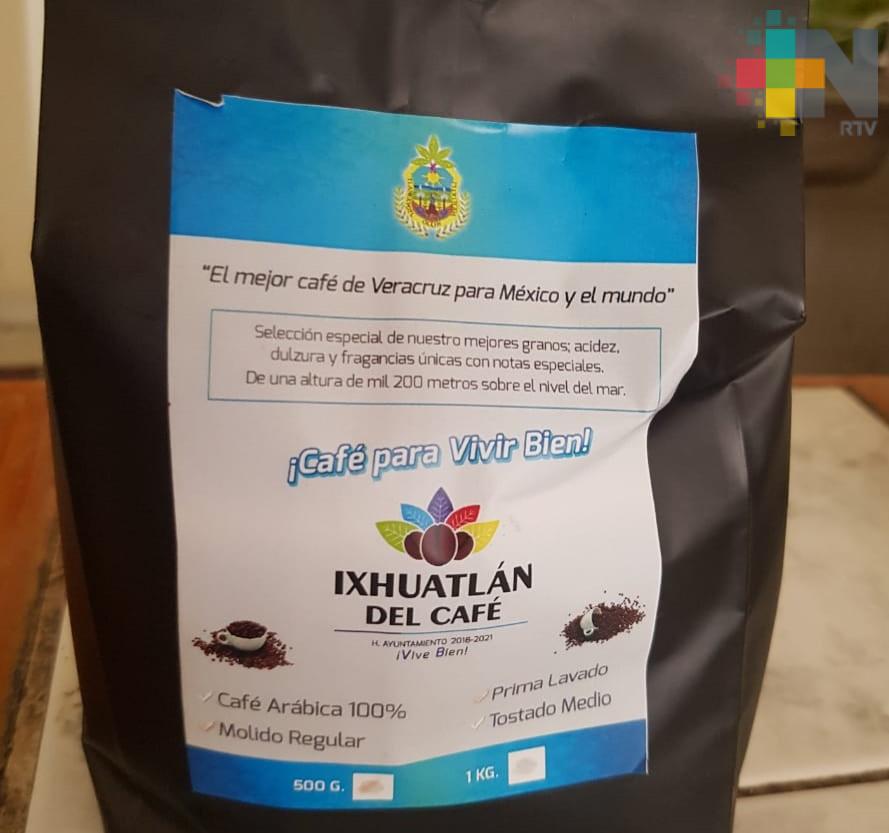 N
RTV
"El mejor café de Veracruz para México y el mundo"
Selección especial de nuestro mejores granos; acidez,
dulzura y fragancias únicas con notas especiales.
De una altura de mil 200 metros sobre el nivel del mar.
¡Café para Vivir Bien!
IXHUATLÁN
DEL CAFÉ
H. AYUNTAMIENTO 2018-2021
¡Vive Bien!
Café Arábica 100%
Molido Regular
Prima Lavado
Tostado Medio
500 G.
1 KG.